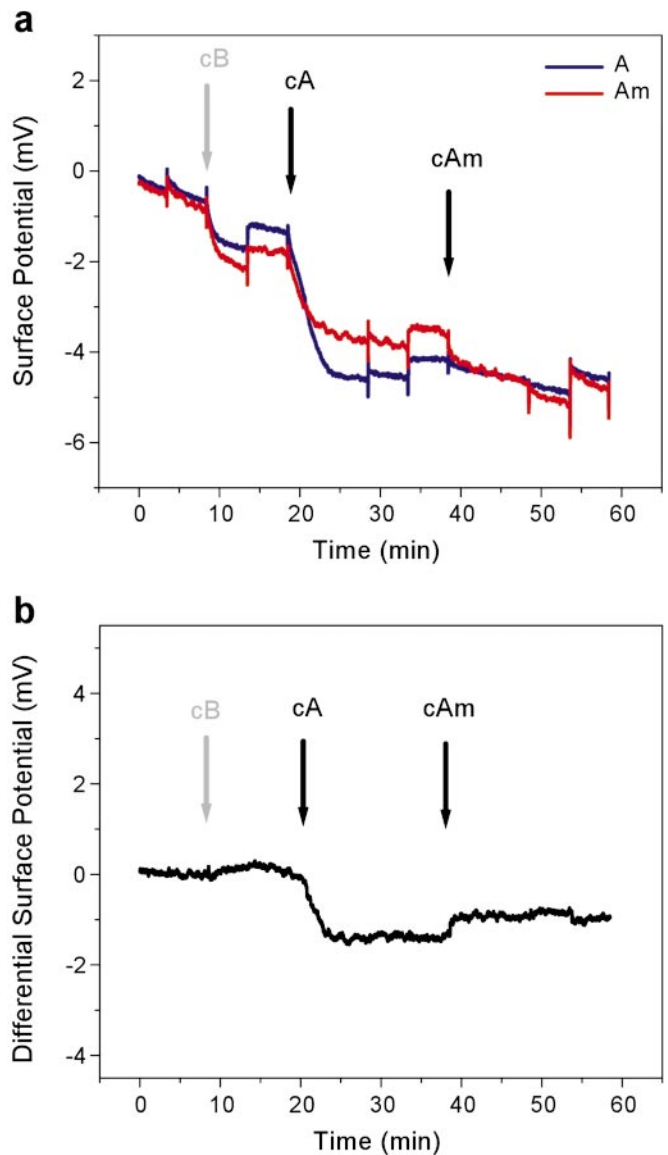 a
cB
cA
cAm
A
Am
Surface Potential (mV)
2
0
-2
-4
-6
0 10 20 30 40 50 60
Time (min)
b
cB
cA
cAm
Differential Surface Potential (mV)
4
2
0
-2
-4
0 10 20 30 40 50 60
Time (min)